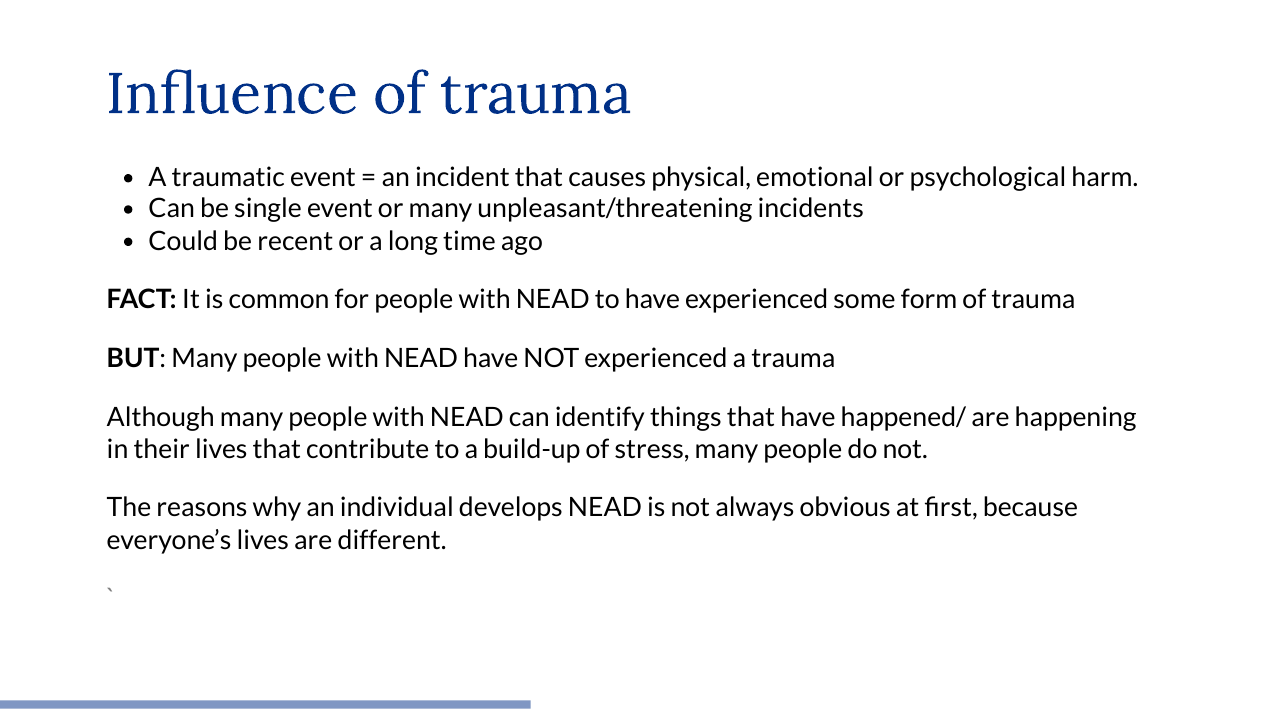 Influence of trauma
• A traumatic event = an incident that causes physical, emotional or psychological harm.
• Can be single event or many unpleasant/threatening incidents
• Could be recent or a long time ago
FACT: It is common for people with NEAD to have experienced some form of trauma
BUT: Many people with NEAD have NOT experienced a trauma
Although many people with NEAD can identify things that have happened/ are happening
in their lives that contribute to a build-up of stress, many people do not.
The reasons why an individual develops NEAD is not always obvious at first, because
everyone’s lives are different.
`